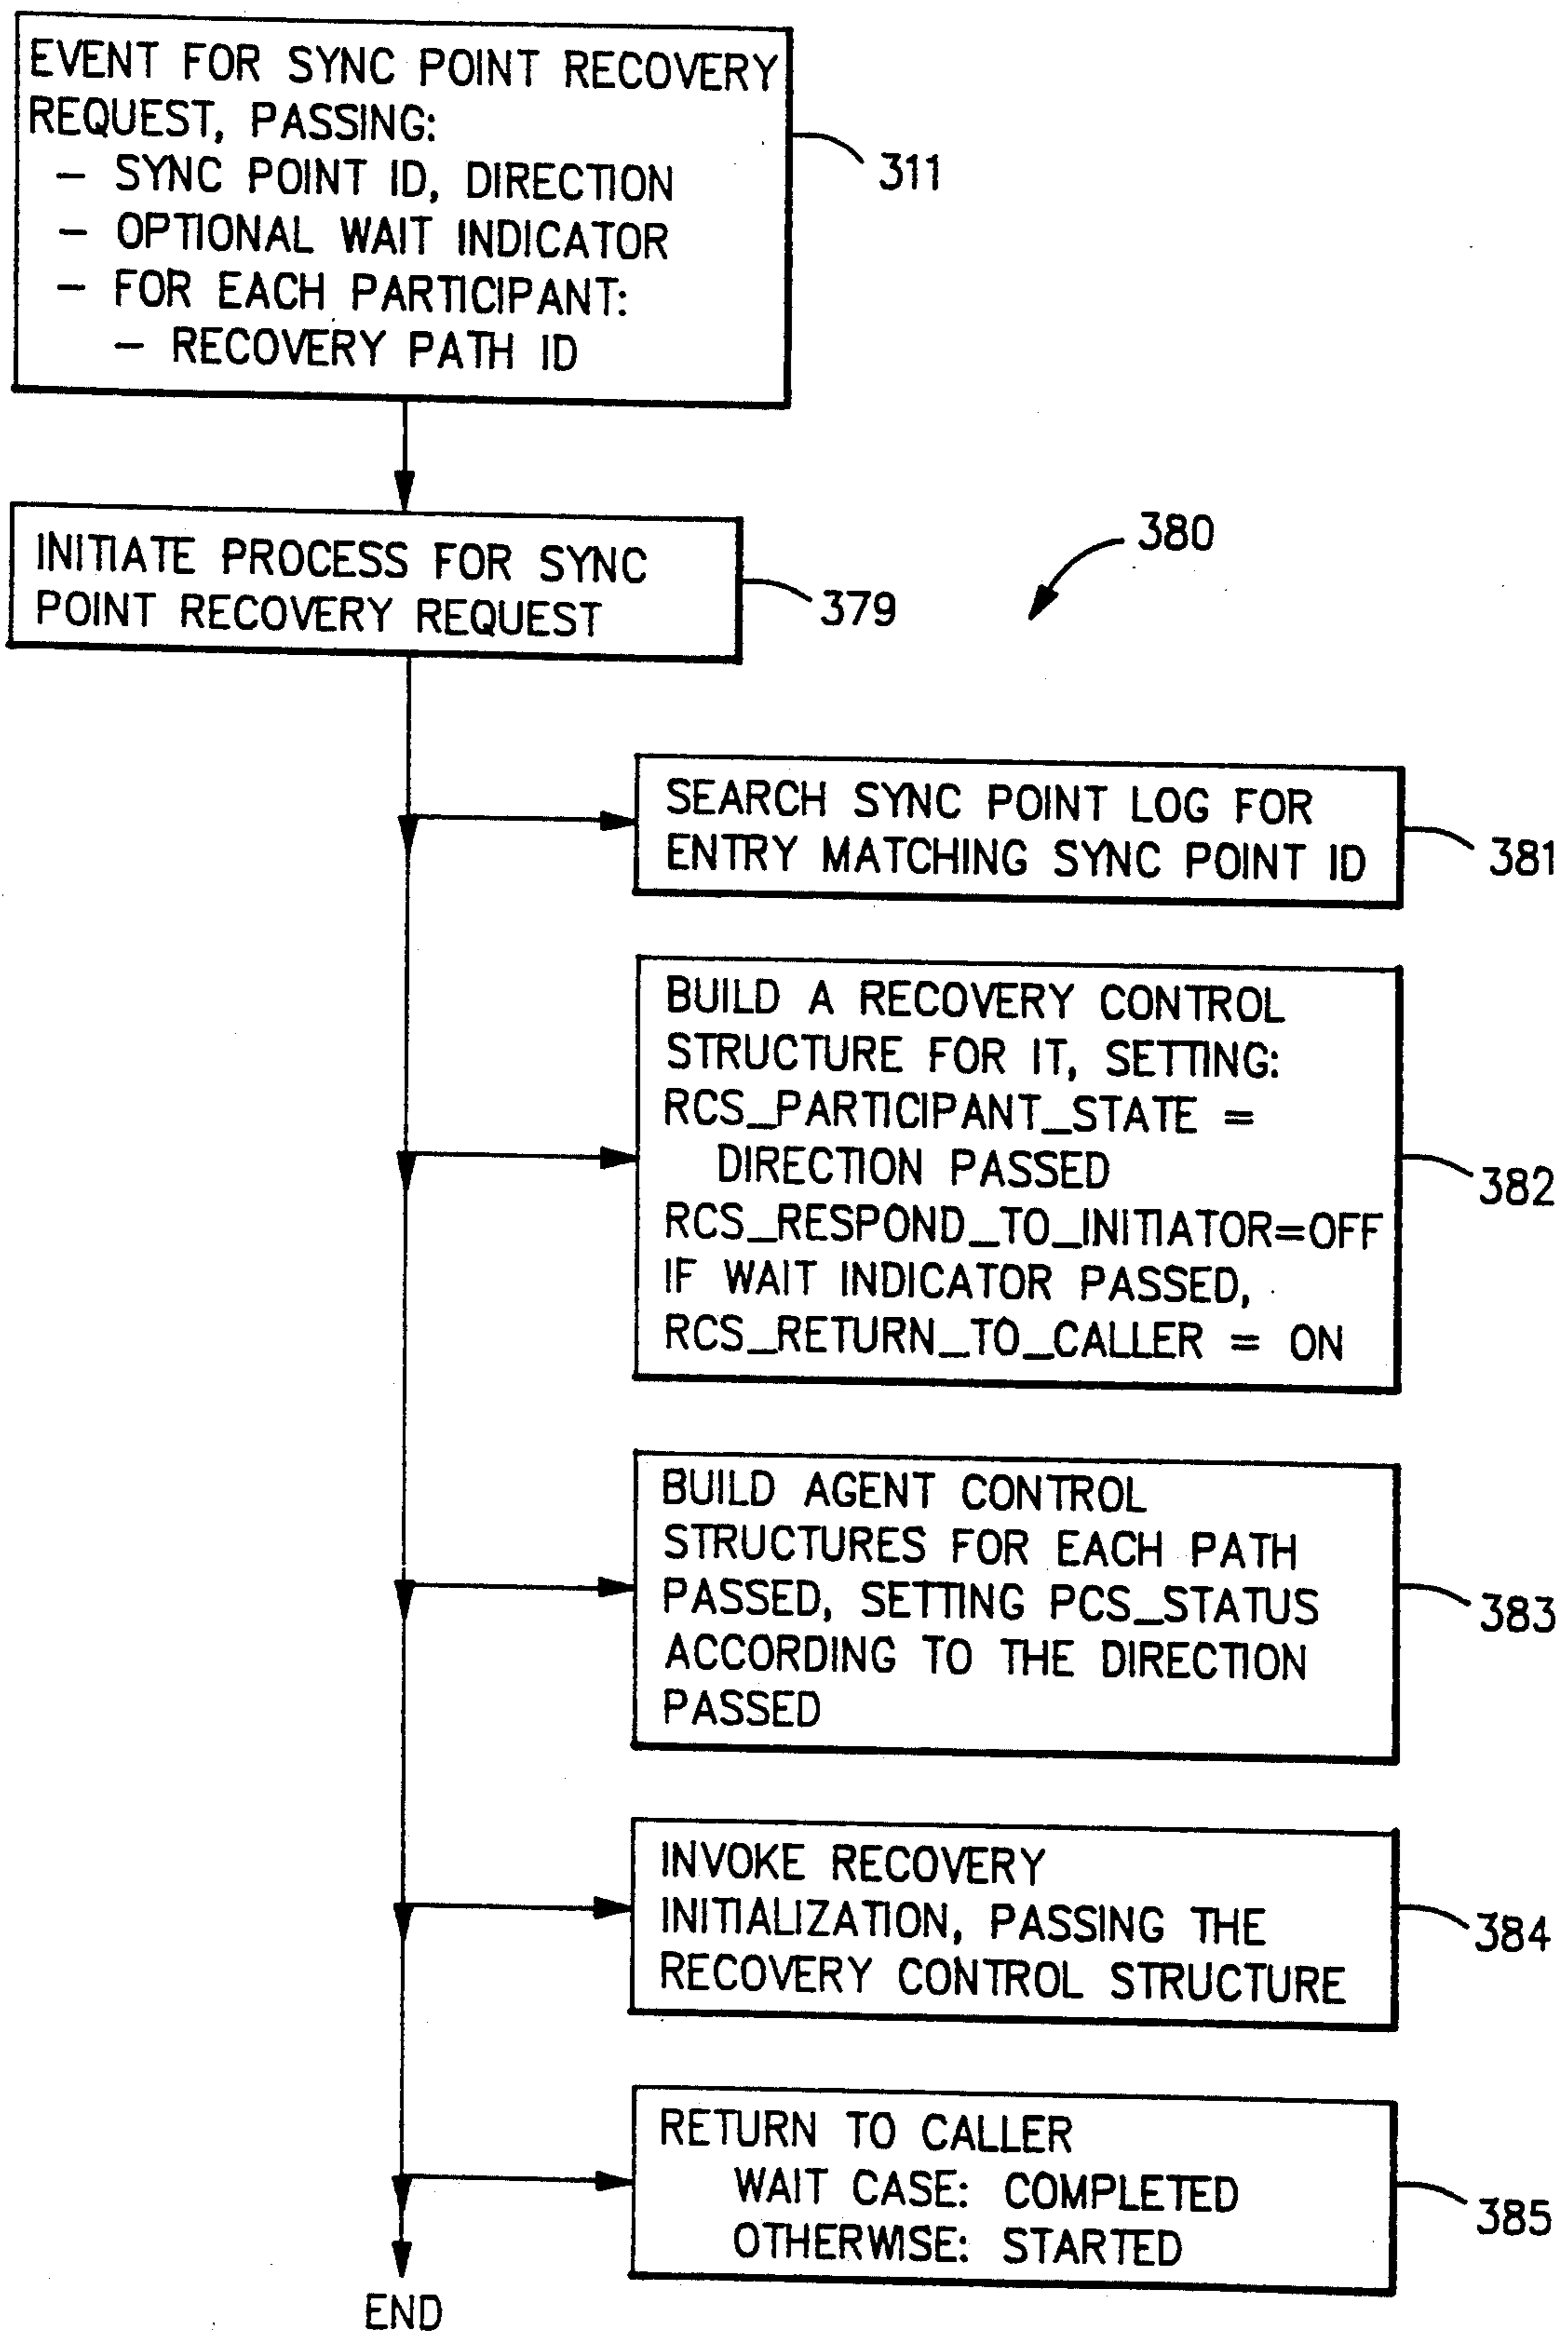 EVENT FOR SYNC POINT RECOVERY
REQUEST, PASSING:
– SYNC POINT ID, DIRECTION
– OPTIONAL WAIT INDICATOR
– FOR EACH PARTICIPANT:
– RECOVERY PATH ID
311
INITIATE PROCESS FOR SYNC
POINT RECOVERY REQUEST
379
380
SEARCH SYNC POINT LOG FOR
ENTRY MATCHING SYNC POINT ID
381
BUILD A RECOVERY CONTROL
STRUCTURE FOR IT, SETTING:
RCS_PARTICIPANT_STATE =
DIRECTION PASSED
RCS_RESPOND_TO_INITIATOR=OFF
IF WAIT INDICATOR PASSED,
RCS_RETURN_TO_CALLER = ON
382
BUILD AGENT CONTROL
STRUCTURES FOR EACH PATH
PASSED, SETTING PCS_STATUS
ACCORDING TO THE DIRECTION
PASSED
383
INVOKE RECOVERY
INITIALIZATION, PASSING THE
RECOVERY CONTROL STRUCTURE
384
RETURN TO CALLER
WAIT CASE: COMPLETED
OTHERWISE: STARTED
385
END